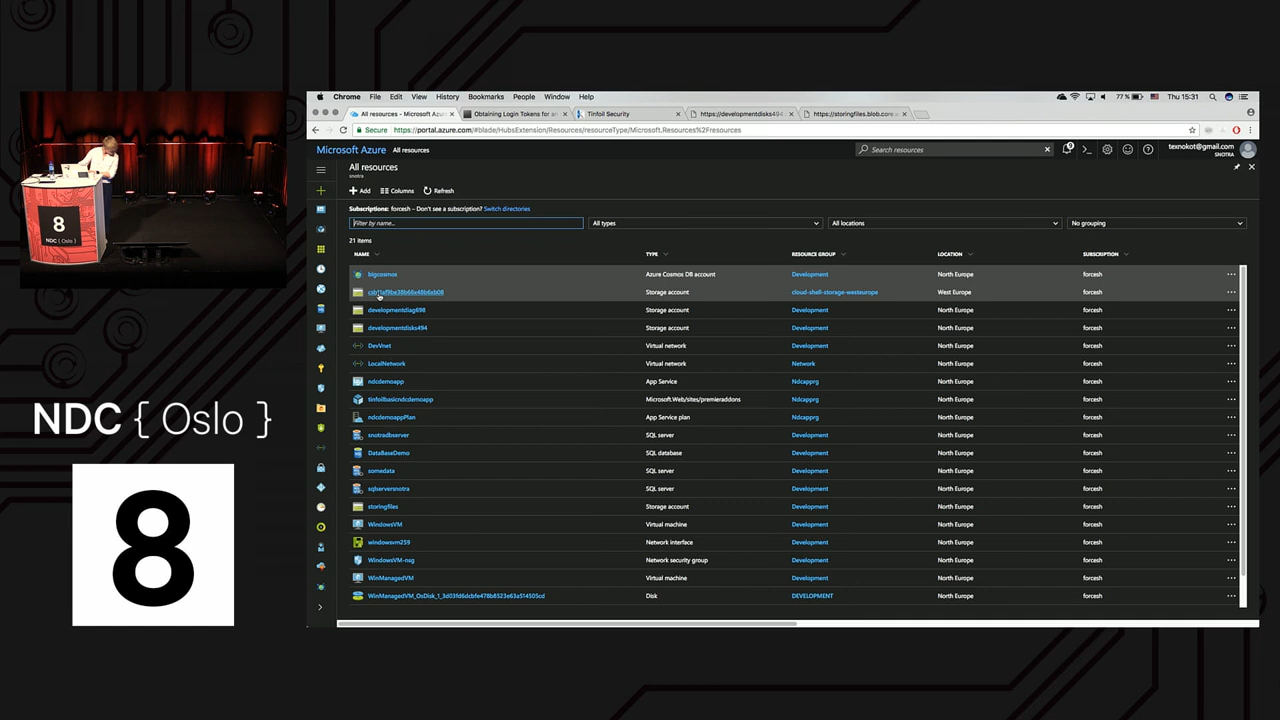 Chrome File Edit View History Bookmarks People Window Help 77 % Thu 15:31
All resources - Microsoft Azure Obtaining Login Tokens for an Tinfoil Security https://developmentdisks494 https://storingfiles.blob.core
Secure https://portal.azure.com/#blade/HubsExtension/Resources/resourceType/Microsoft.Resources%2Fresources
Microsoft Azure All resources Search resources texnokot@gmail.com
SNOTRA
All resources
snotra
Add Columns Refresh
Subscriptions: forcesh – Don't see a subscription? Switch directories
Filter by name... All types All locations No grouping
21 items
NAME TYPE RESOURCE GROUP LOCATION SUBSCRIPTION
bigcosmos Azure Cosmos DB account Development North Europe forcesh
Storage account cloud-shell-storage-westeurope West Europe forcesh
developmentdiag698 Storage account Development North Europe forcesh
developmentdisks494 Storage account Development North Europe forcesh
DevVnet Virtual network Development North Europe forcesh
LocalNetwork Virtual network Network North Europe forcesh
ndcdemoapp App Service Ndcapprg North Europe forcesh
tinfoilbasicndcdemoapp Microsoft.Web/sites/premieraddons Ndcapprg North Europe forcesh
ndcdemoappPlan App Service plan Ndcapprg North Europe forcesh
snotradbserver SQL server Development North Europe forcesh
DataBaseDemo SQL database Development North Europe forcesh
somedata SQL server Development North Europe forcesh
sqlserversnotra SQL server Development North Europe forcesh
storingfiles Storage account Development North Europe forcesh
WindowsVM Virtual machine Development North Europe forcesh
windowsvm259 Network interface Development North Europe forcesh
WindowsVM-nsg Network security group Development North Europe forcesh
WinManagedVM Virtual machine Development North Europe forcesh
WinManagedVM_OsDisk_1_3d03fd6dcbfe478b8523e63a514505cd Disk DEVELOPMENT North Europe forcesh
8
NDC { Oslo }
NDC { Oslo }
8